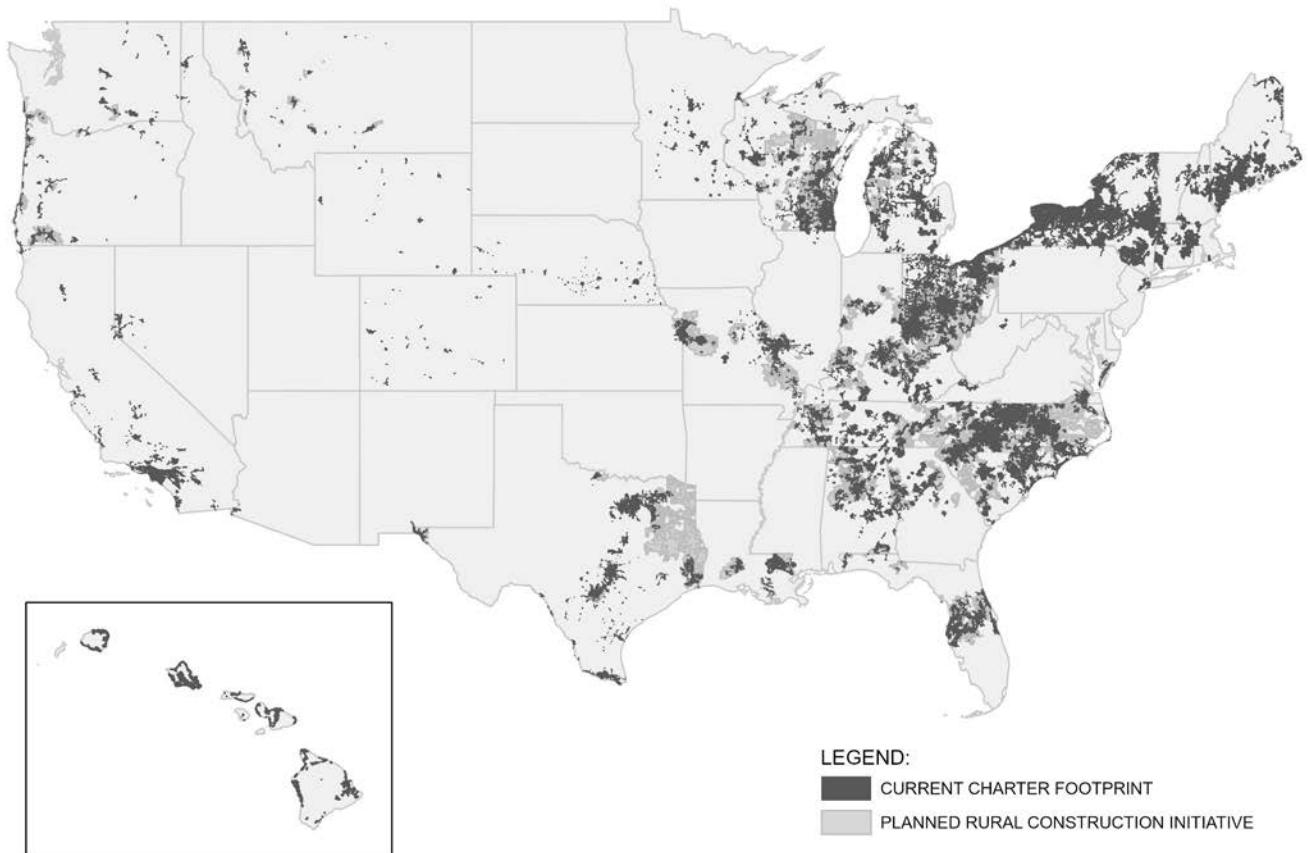 LEGEND:
CURRENT CHARTER FOOTPRINT
PLANNED RURAL CONSTRUCTION INITIATIVE